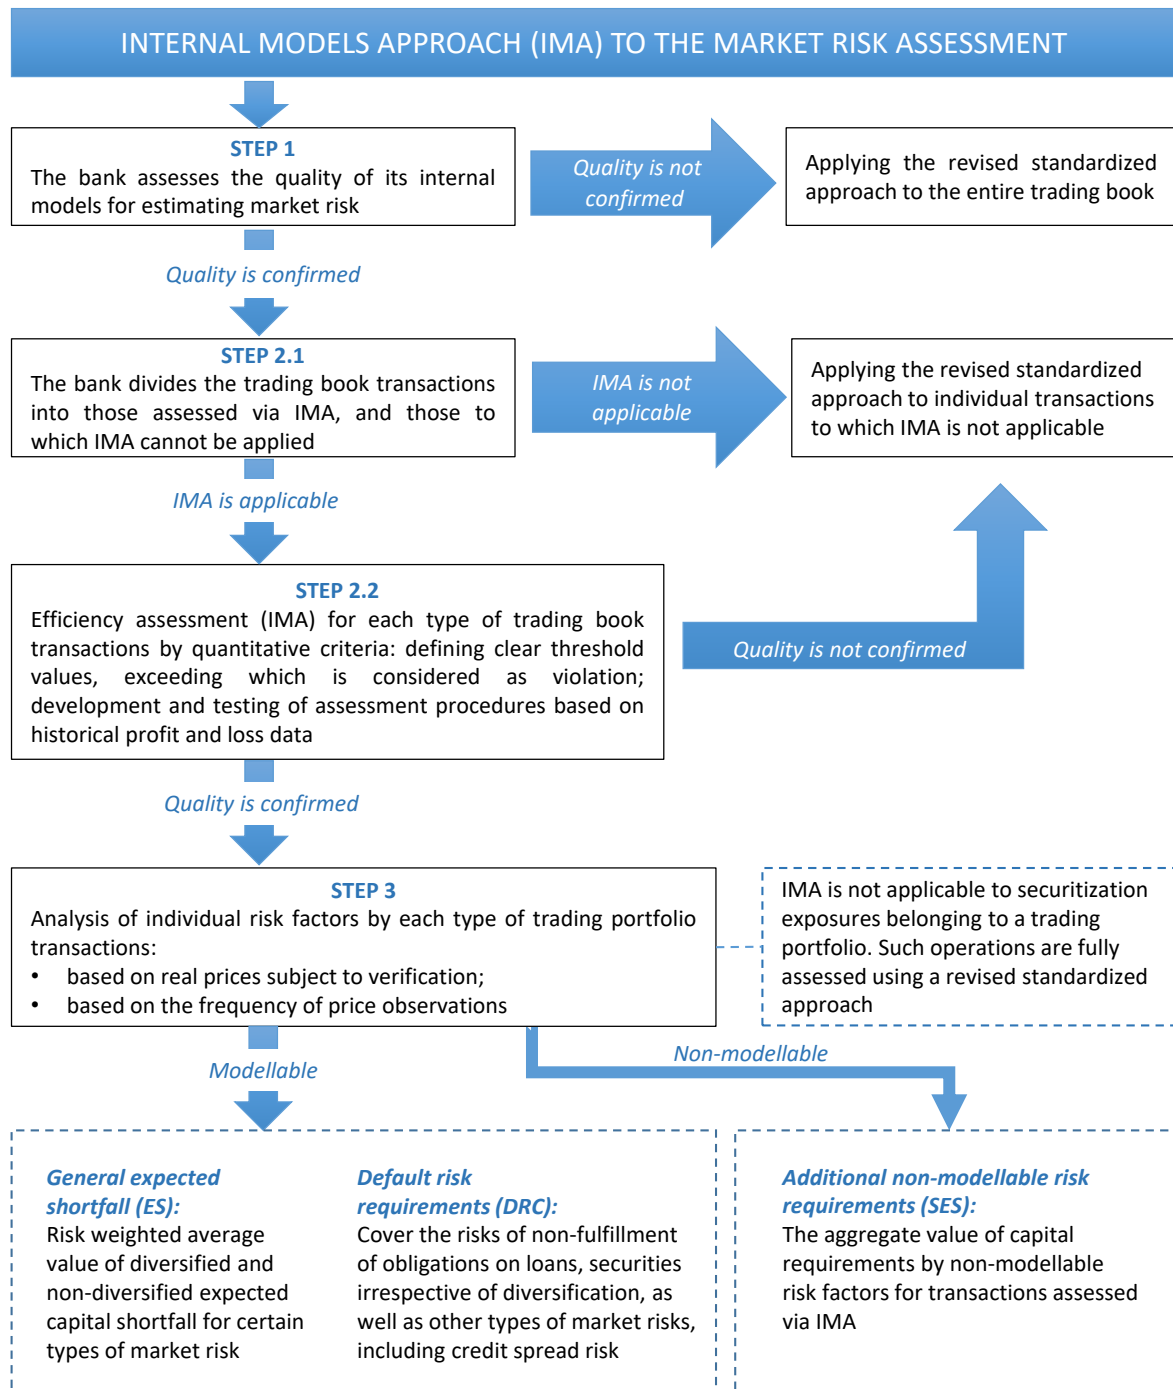 INTERNAL MODELS APPROACH (IMA) TO THE MARKET RISK ASSESSMENT
STEP 1
The bank assesses the quality of its internal
models for estimating market risk
Quality is not
confirmed
Applying the revised standardized
approach to the entire trading book
Quality is confirmed
STEP 2.1
The bank divides the trading book transactions
into those assessed via IMA, and those to
which IMA cannot be applied
IMA is not
applicable
Applying the revised standardized
approach to individual transactions
to which IMA is not applicable
IMA is applicable
STEP 2.2
Efficiency assessment (IMA) for each type of trading book
transactions by quantitative criteria: defining clear threshold
values, exceeding which is considered as violation;
development and testing of assessment procedures based on
historical profit and loss data
Quality is not confirmed
Quality is confirmed
STEP 3
Analysis of individual risk factors by each type of trading portfolio
transactions:
• based on real prices subject to verification;
• based on the frequency of price observations
IMA is not applicable to securitization
exposures belonging to a trading
portfolio. Such operations are fully
assessed using a revised standardized
approach
Modellable
Non-modellable
General expected
shortfall (ES):
Risk weighted average
value of diversified and
non-diversified expected
capital shortfall for certain
types of market risk
Default risk
requirements (DRC):
Cover the risks of non-fulfillment
of obligations on loans, securities
irrespective of diversification, as
well as other types of market risks,
including credit spread risk
Additional non-modellable risk
requirements (SES):
The aggregate value of capital
requirements by non-modellable
risk factors for transactions assessed
via IMA